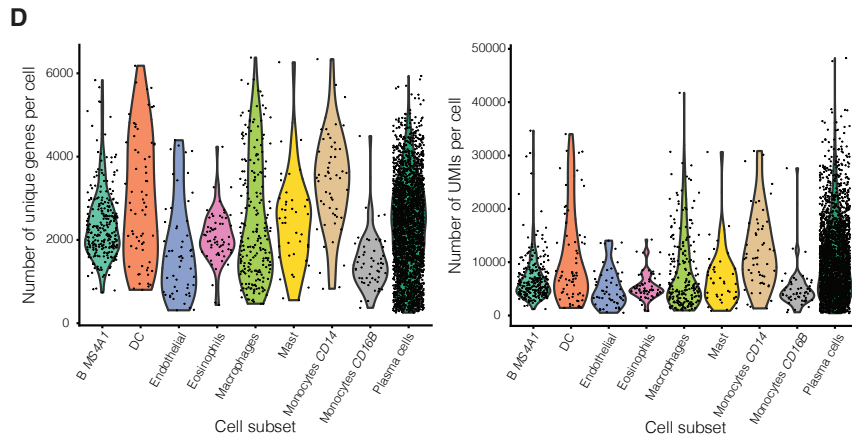 D
Number of unique genes per cell
6000
4000
2000
0
B MS4A1
DC
Endothelial
Eosinophils
Macrophages
Mast
Monocytes CD14
Monocytes CD16B
Plasma cells
Cell subset
Number of UMIs per cell
50000
40000
30000
20000
10000
0
B MS4A1
DC
Endothelial
Eosinophils
Macrophages
Mast
Monocytes CD14
Monocytes CD16B
Plasma cells
Cell subset